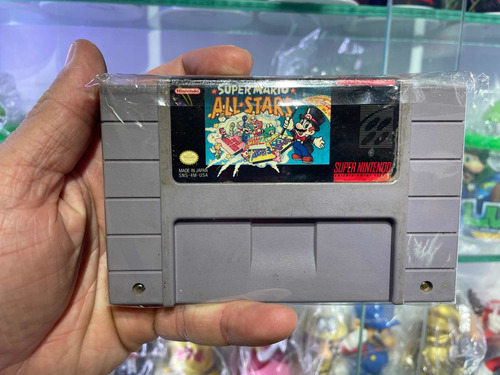 Nintendo
SUPER MARIO
ALL-STARS
MADE IN JAPAN
SNS-4M-USA
SUPER NINTENDO